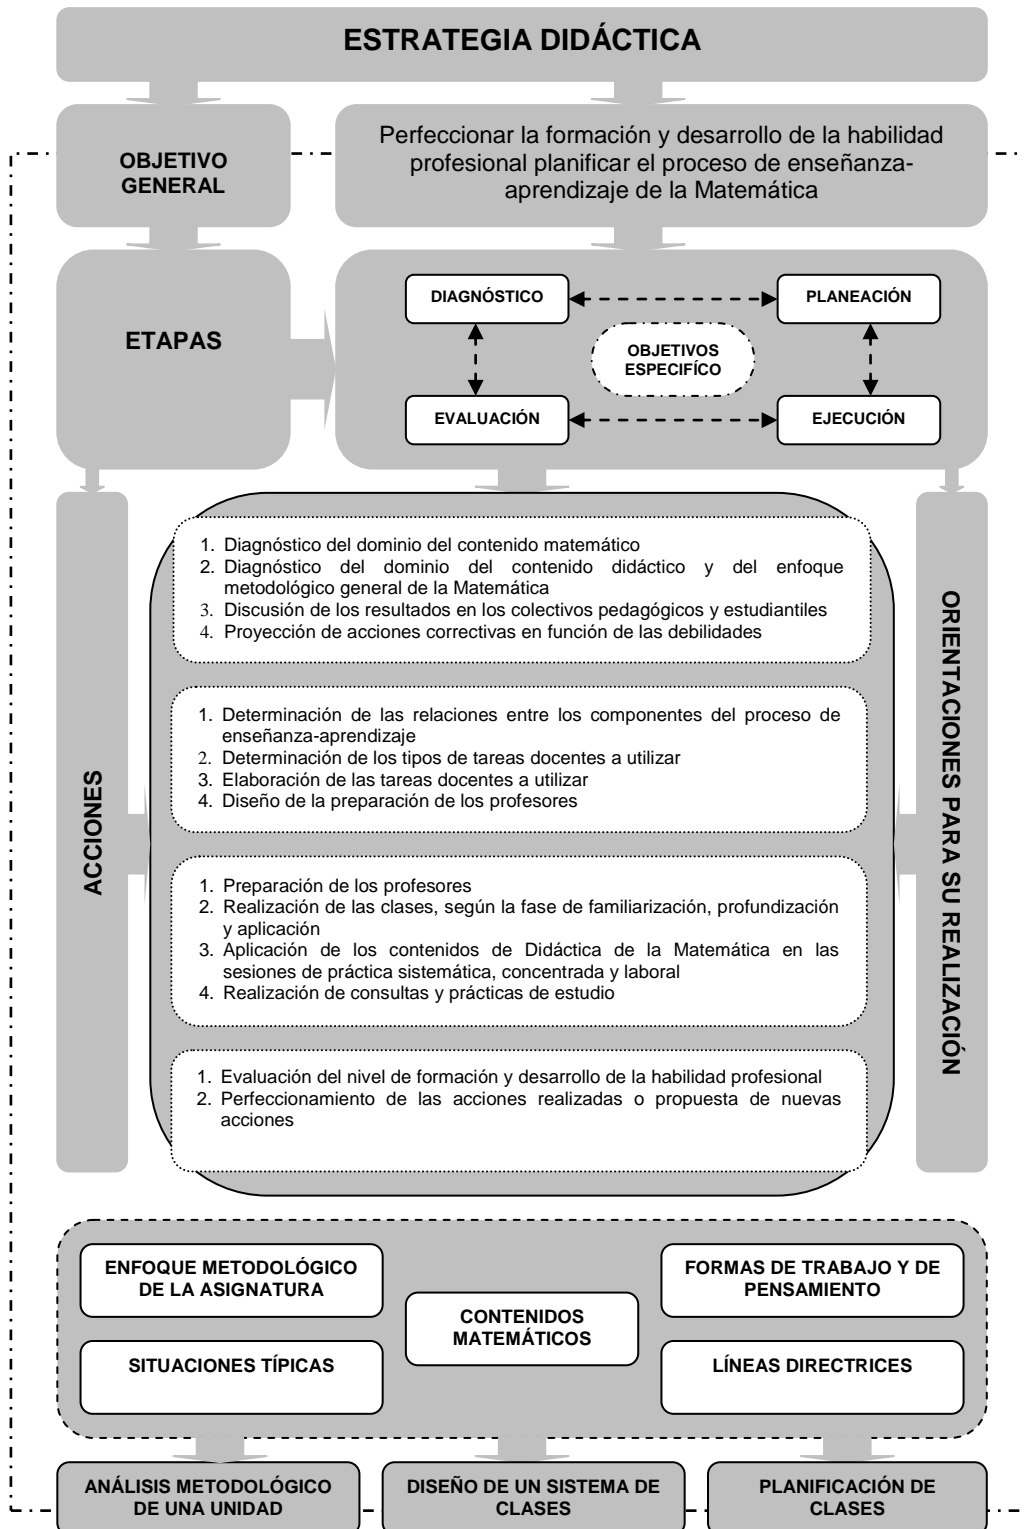 ESTRATEGIA DIDÁCTICA
OBJETIVO
GENERAL
Perfeccionar la formación y desarrollo de la habilidad
profesional planificar el proceso de enseñanza-
aprendizaje de la Matemática
ETAPAS
DIAGNÓSTICO
PLANEACIÓN
OBJETIVOS
ESPECIFÍCO
EVALUACIÓN
EJECUCIÓN
ACCIONES
1. Diagnóstico del dominio del contenido matemático
2. Diagnóstico del dominio del contenido didáctico y del enfoque
metodológico general de la Matemática
3. Discusión de los resultados en los colectivos pedagógicos y estudiantiles
4. Proyección de acciones correctivas en función de las debilidades
1. Determinación de las relaciones entre los componentes del proceso de
enseñanza-aprendizaje
2. Determinación de los tipos de tareas docentes a utilizar
3. Elaboración de las tareas docentes a utilizar
4. Diseño de la preparación de los profesores
1. Preparación de los profesores
2. Realización de las clases, según la fase de familiarización, profundización
y aplicación
3. Aplicación de los contenidos de Didáctica de la Matemática en las
sesiones de práctica sistemática, concentrada y laboral
4. Realización de consultas y prácticas de estudio
1. Evaluación del nivel de formación y desarrollo de la habilidad profesional
2. Perfeccionamiento de las acciones realizadas o propuesta de nuevas
acciones
ORIENTACIONES PARA SU REALIZACIÓN
ENFOQUE METODOLÓGICO
DE LA ASIGNATURA
FORMAS DE TRABAJO Y DE
PENSAMIENTO
CONTENIDOS
MATEMÁTICOS
SITUACIONES TÍPICAS
LÍNEAS DIRECTRICES
ANÁLISIS METODOLÓGICO
DE UNA UNIDAD
DISEÑO DE UN SISTEMA DE
CLASES
PLANIFICACIÓN DE
CLASES